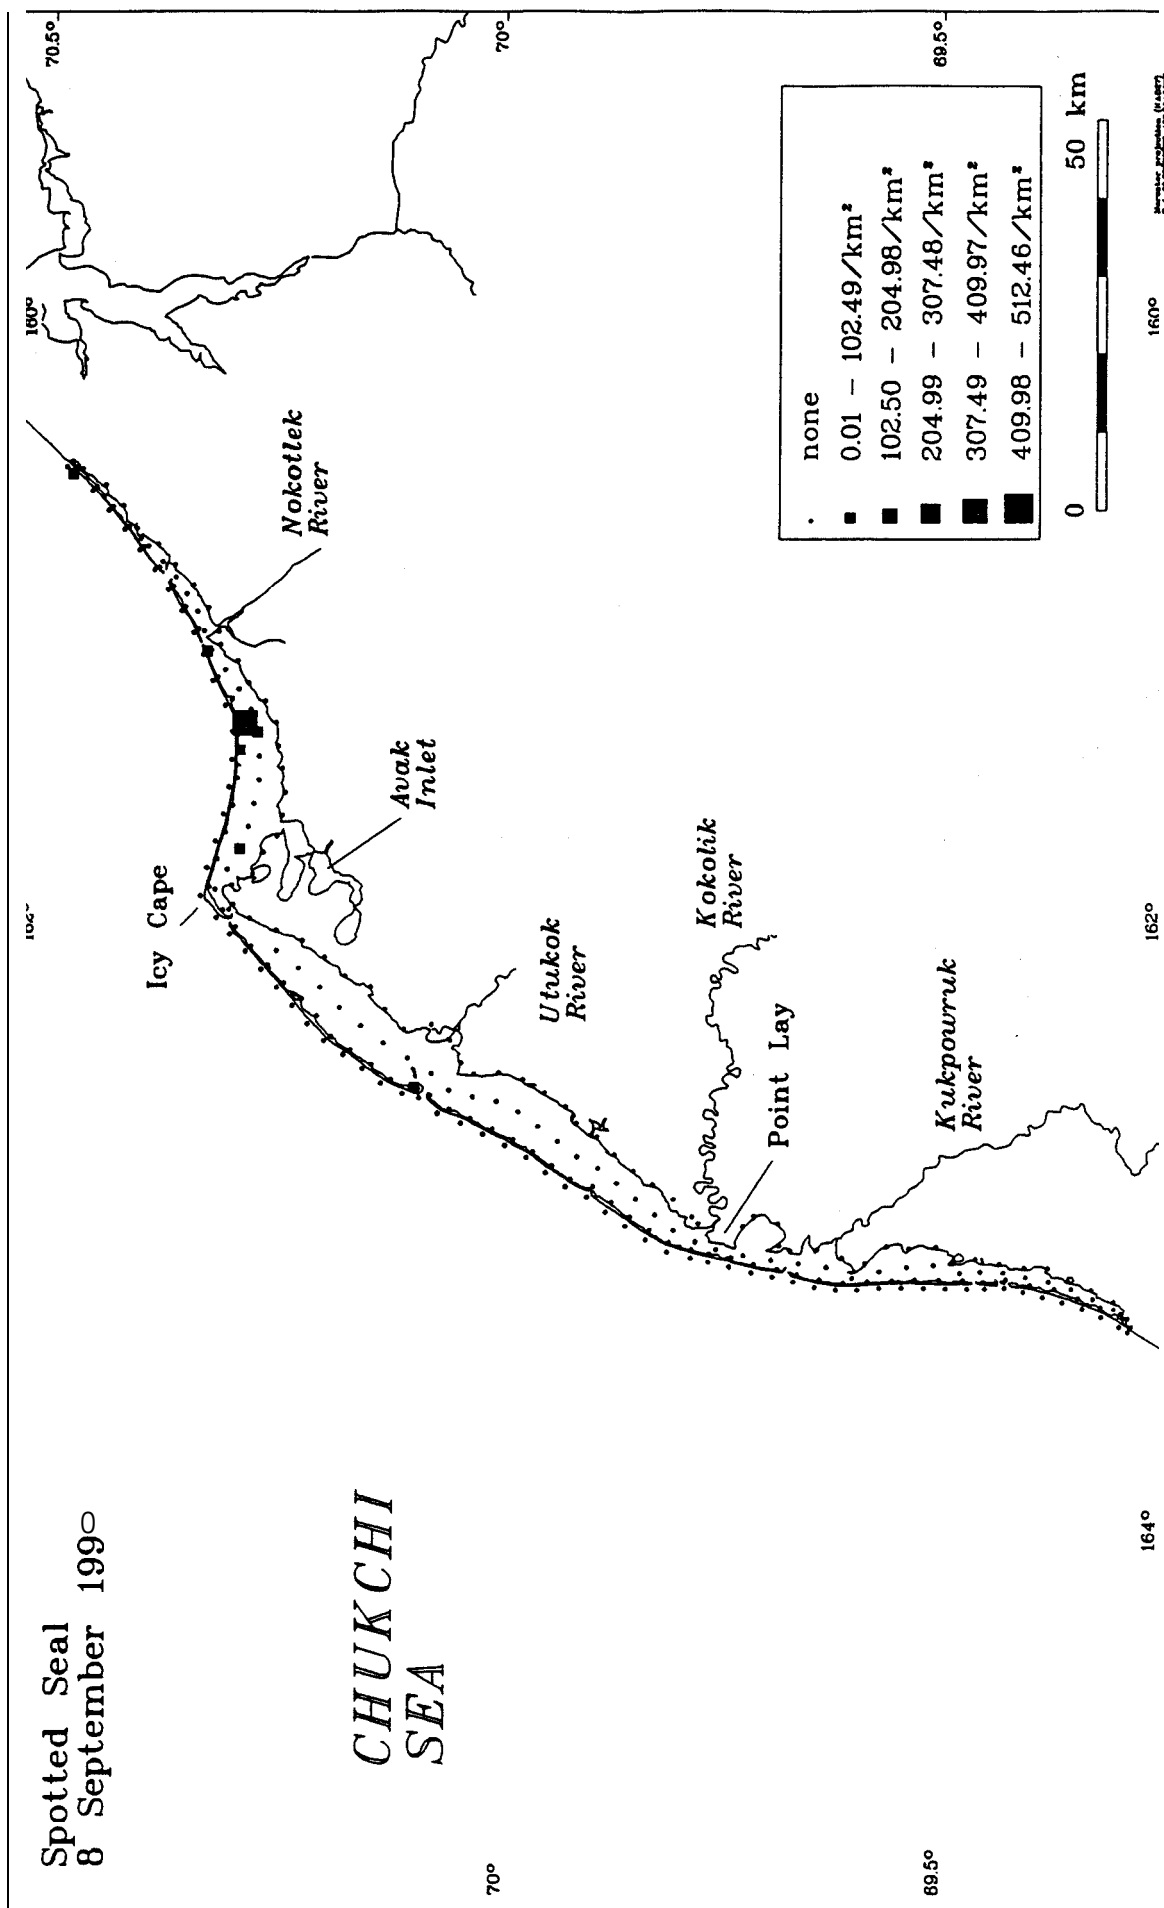 Spotted Seal
8 September 1990
CHUKCHI
SEA
Icy Cape
Nokotlek
River
Avak
Inlet
Utukok
River
Kokolik
River
Point Lay
Kukpowruk
River
none
0.01 – 102.49/km²
102.50 – 204.98/km²
204.99 – 307.48/km²
307.49 – 409.97/km²
409.98 – 512.46/km²
0 50 km
70.5°
70°
69.5°
160°
162°
160°
162°
164°
70°
69.5°